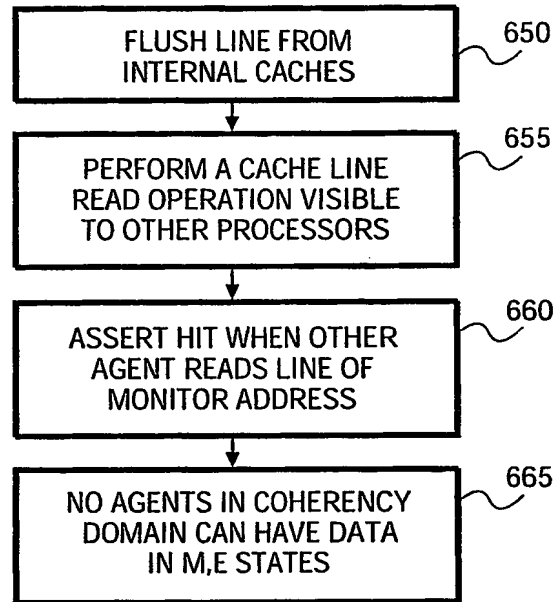 FLUSH LINE FROM
INTERNAL CACHES
650
PERFORM A CACHE LINE
READ OPERATION VISIBLE
TO OTHER PROCESSORS
655
ASSERT HIT WHEN OTHER
AGENT READS LINE OF
MONITOR ADDRESS
660
NO AGENTS IN COHERENCY
DOMAIN CAN HAVE DATA
IN M,E STATES
665